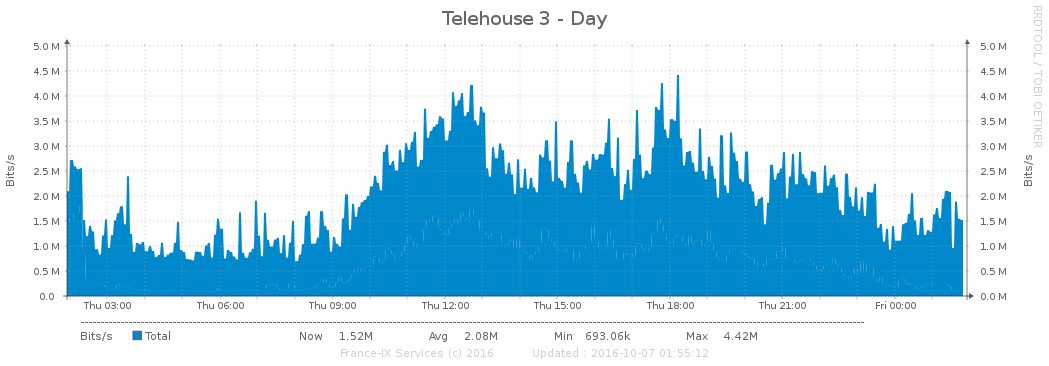 Telehouse 3 - Day
RRDTOOL / TOBI OETIKER
Bits/s
5.0 M 5.0 M
4.5 M 4.5 M
4.0 M 4.0 M
3.5 M 3.5 M
3.0 M 3.0 M
2.5 M 2.5 M
2.0 M 2.0 M
1.5 M 1.5 M
1.0 M 1.0 M
0.5 M 0.5 M
0.0 0.0 M
Bits/s
Thu 03:00 Thu 06:00 Thu 09:00 Thu 12:00 Thu 15:00 Thu 18:00 Thu 21:00 Fri 00:00
Bits/s Total Now 1.52M Avg 2.08M Min 693.06k Max 4.42M
France-IX Services (c) 2016 Updated : 2016-10-07 01:55:12